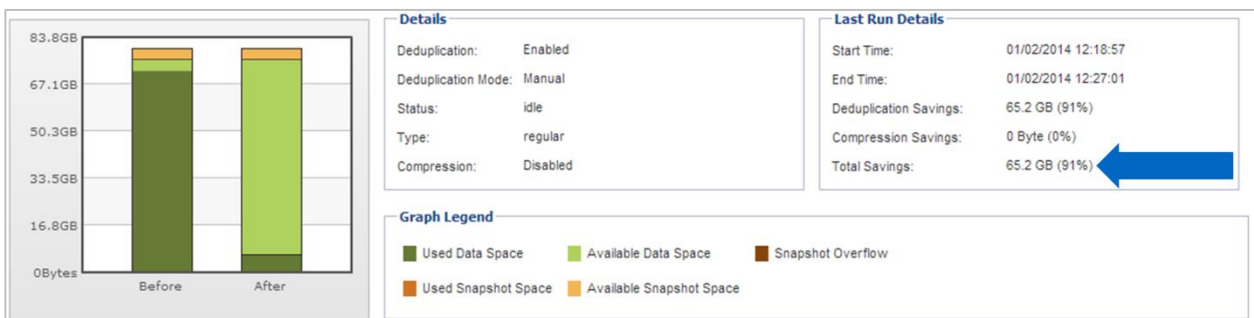 83.8GB
67.1GB
50.3GB
33.5GB
16.8GB
0Bytes
Before After
Details
Deduplication: Enabled
Deduplication Mode: Manual
Status: idle
Type: regular
Compression: Disabled
Last Run Details
Start Time: 01/02/2014 12:18:57
End Time: 01/02/2014 12:27:01
Deduplication Savings: 65.2 GB (91%)
Compression Savings: 0 Byte (0%)
Total Savings: 65.2 GB (91%)
Graph Legend
Used Data Space Available Data Space Snapshot Overflow
Used Snapshot Space Available Snapshot Space